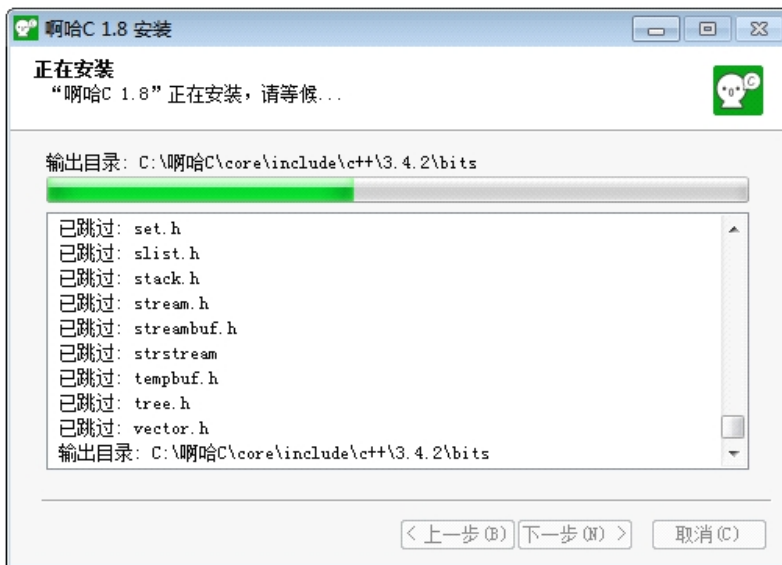 啊哈C 1.8 安装
正在安装
“啊哈C 1.8”正在安装，请等候...
C
输出目录: C:\啊哈C\core\include\c++\3.4.2\bits
已跳过: set.h
已跳过: slist.h
已跳过: stack.h
已跳过: stream.h
已跳过: streambuf.h
已跳过: strstream
已跳过: tempbuf.h
已跳过: tree.h
已跳过: vector.h
输出目录: C:\啊哈C\core\include\c++\3.4.2\bits
< 上一步(B) 下一步(N) > 取消(C)